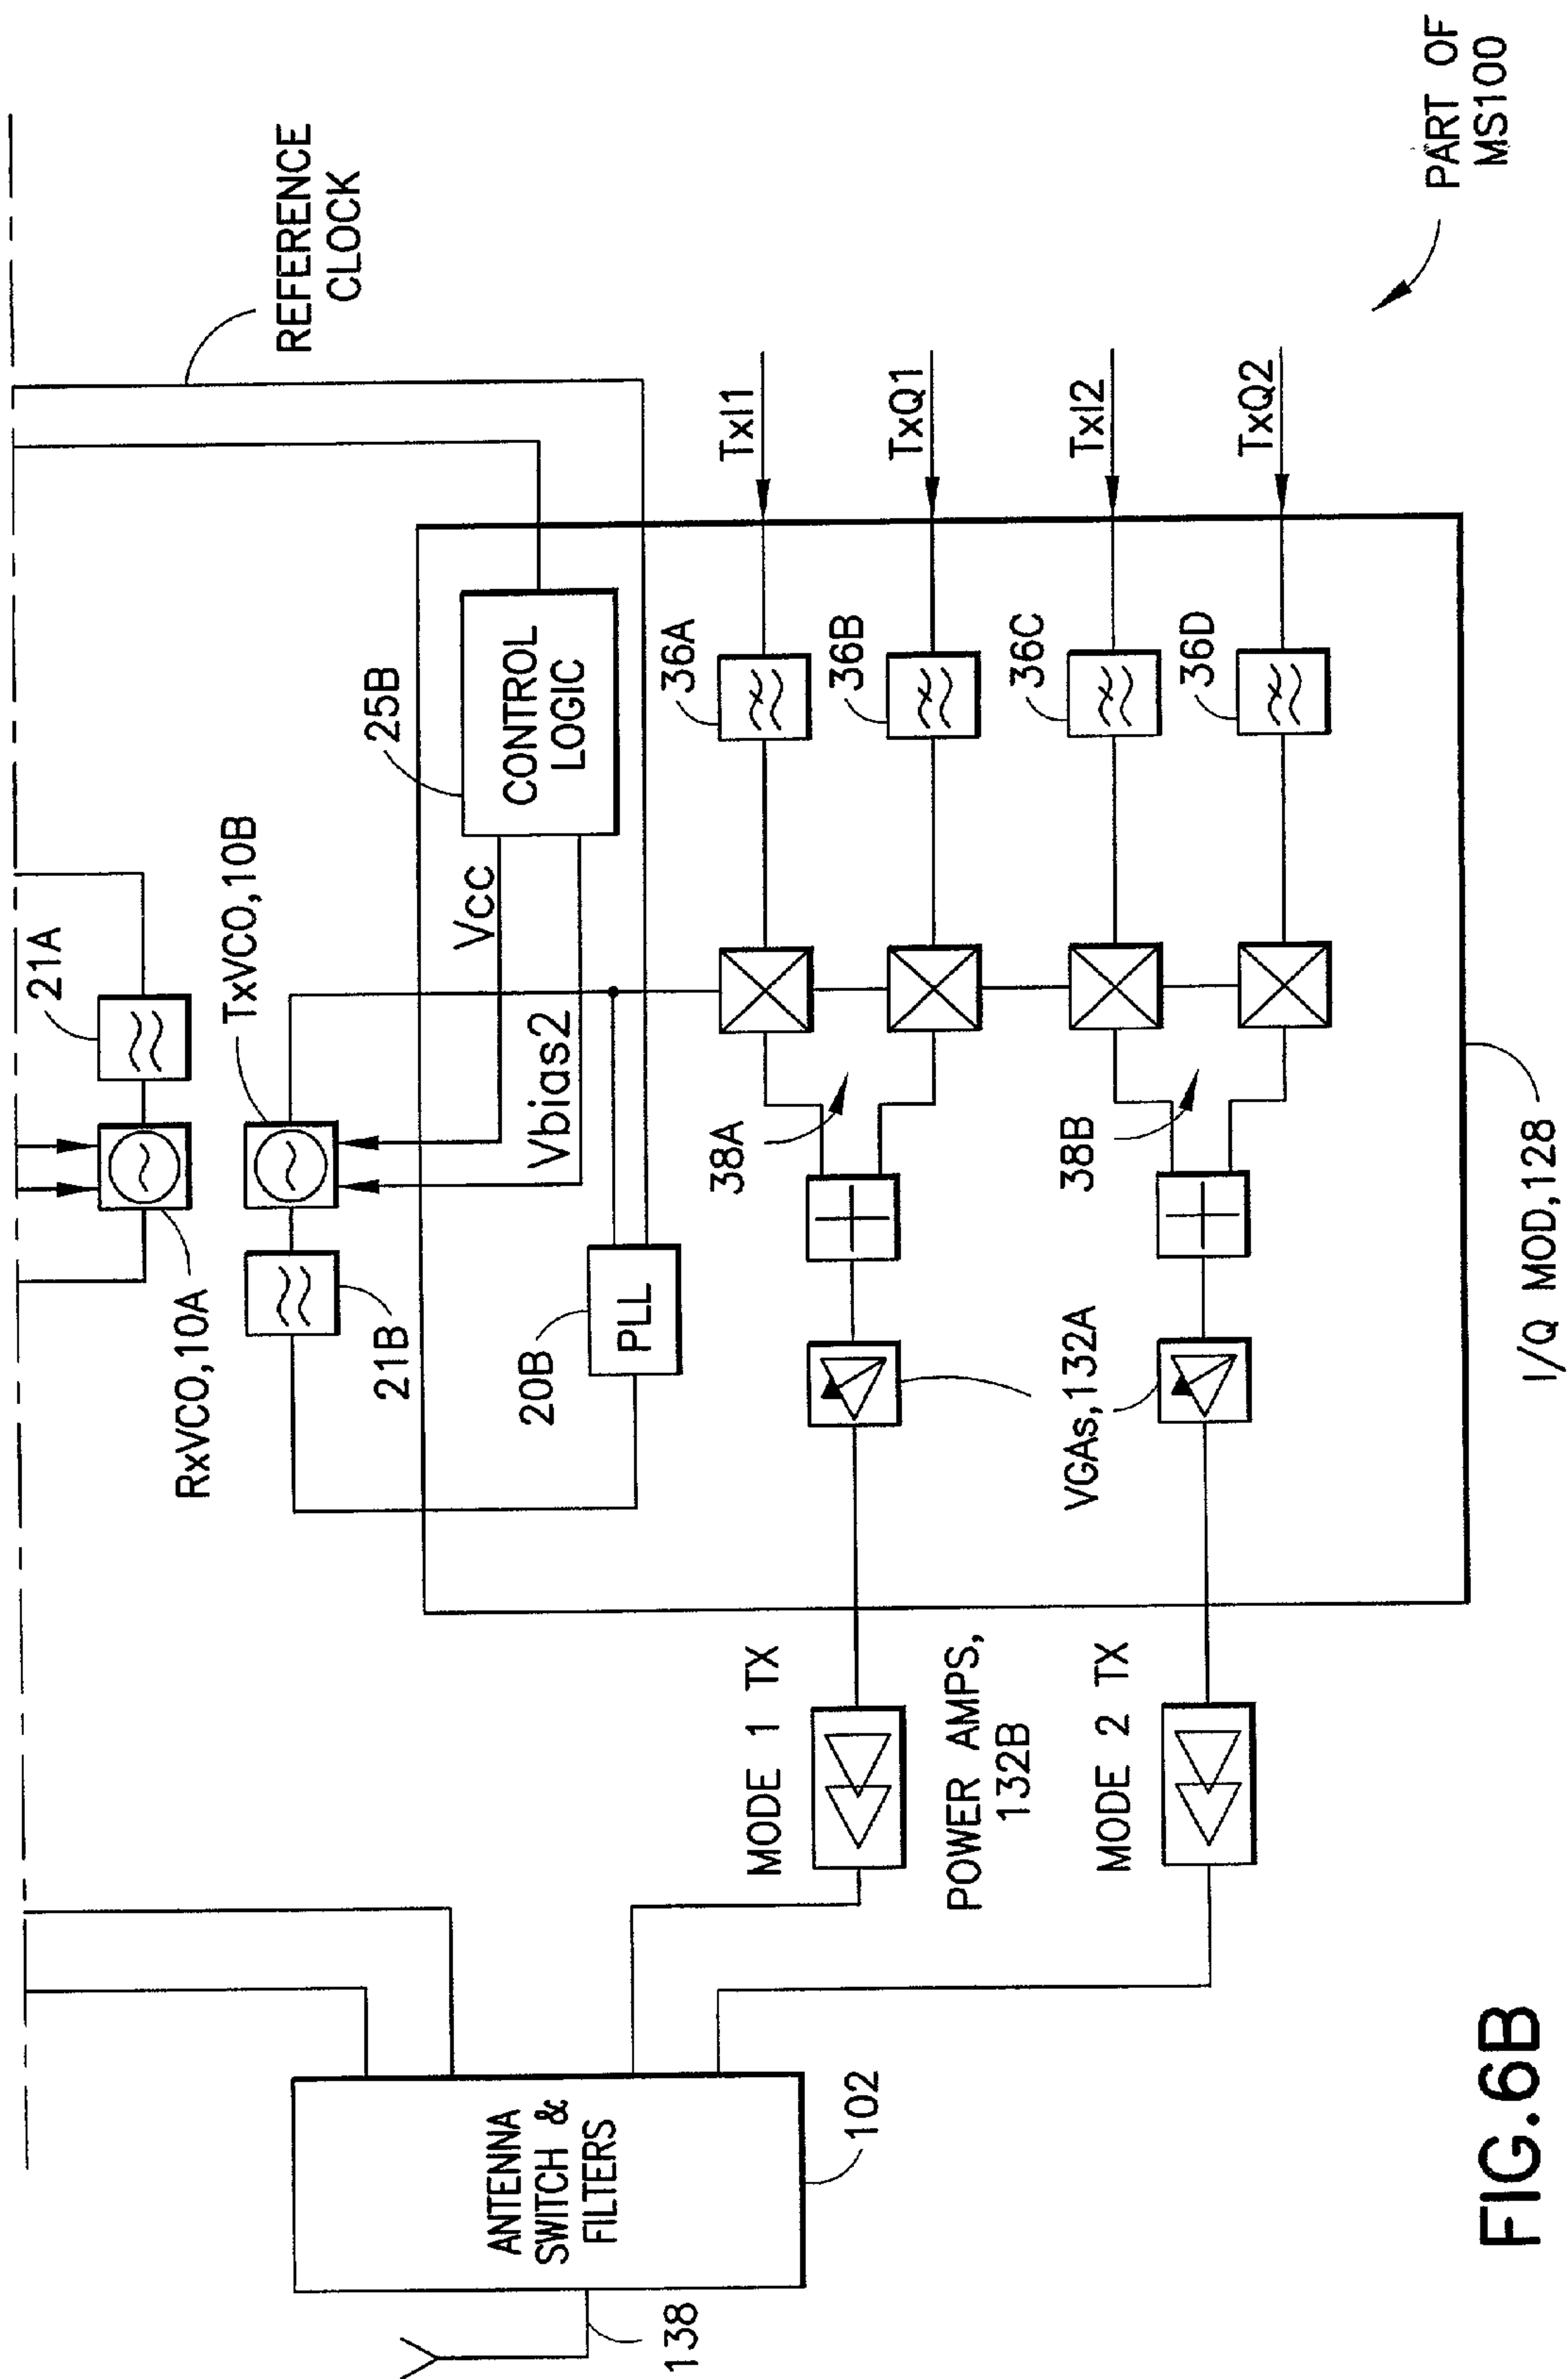 REFERENCE
CLOCK
21A
RxVCO,10A
TxVCO,10B
21B
25B
CONTROL
LOGIC
Vcc
Vbias2
20B
PLL
ANTENNA
SWITCH &
FILTERS
138
102
MODE 1 TX
POWER AMPS,
132B
MODE 2 TX
VGAs,132A
38A
38B
36A
36B
36C
36D
TxI1
TxQ1
TxI2
TxQ2
I/Q MOD,128
PART OF
MS100
FIG.6B